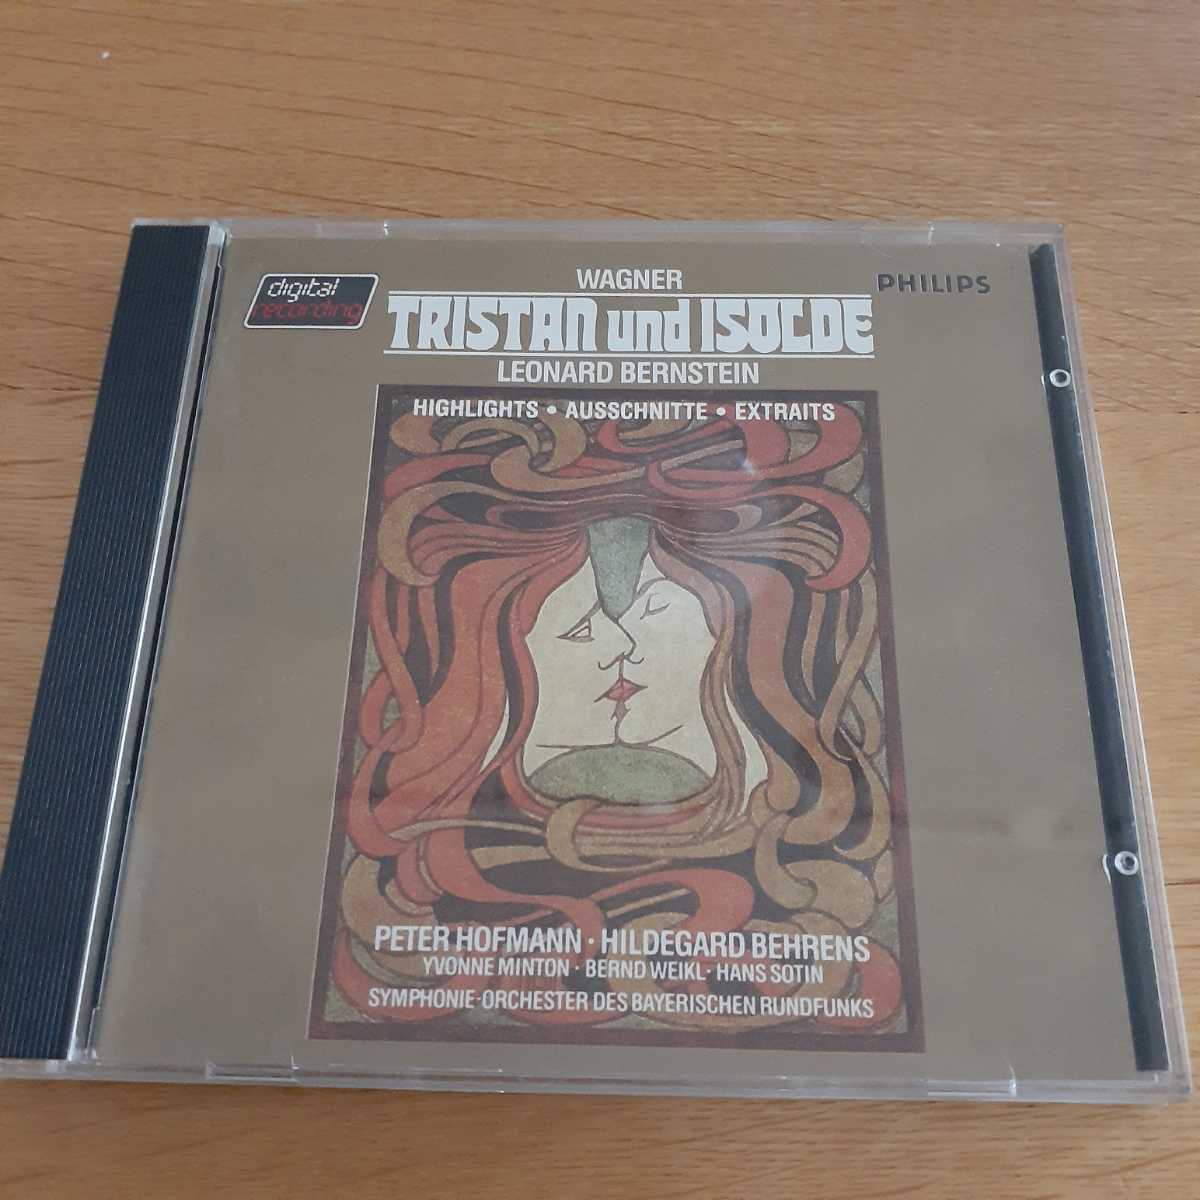 digital
recording
WAGNER
PHILIPS
TRISTAN und ISOLDE
LEONARD BERNSTEIN
HIGHLIGHTS • AUSSCHNITTE • EXTRAITS
PETER HOFMANN · HILDEGARD BEHRENS
YVONNE MINTON · BERND WEIKL · HANS SOTIN
SYMPHONIE-ORCHESTER DES BAYERISCHEN RUNDFUNKS